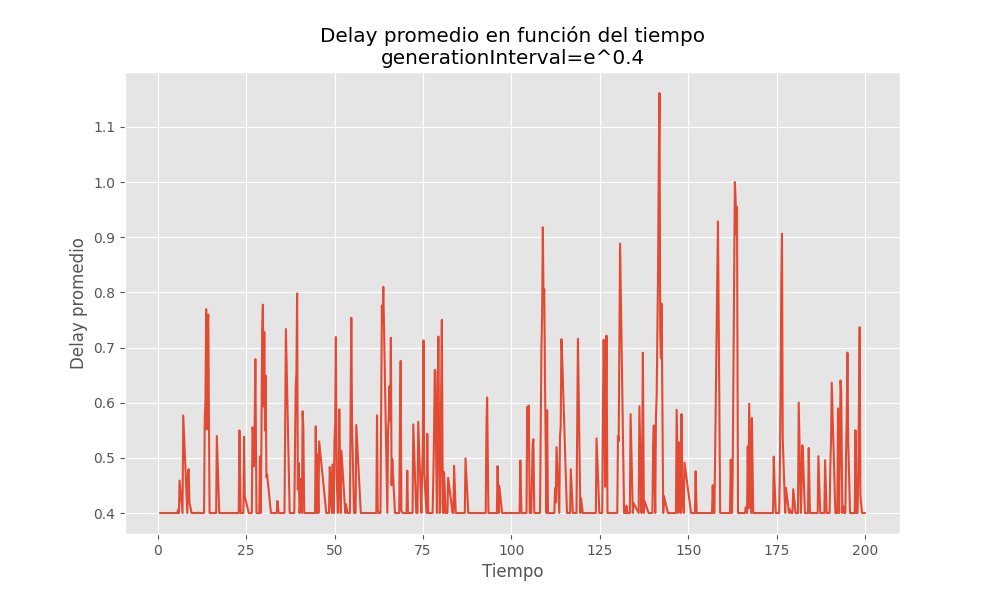 Delay promedio en función del tiempo
generationInterval=e^0.4
Delay promedio
1.1
1.0
0.9
0.8
0.7
0.6
0.5
0.4
0 25 50 75 100 125 150 175 200
Tiempo